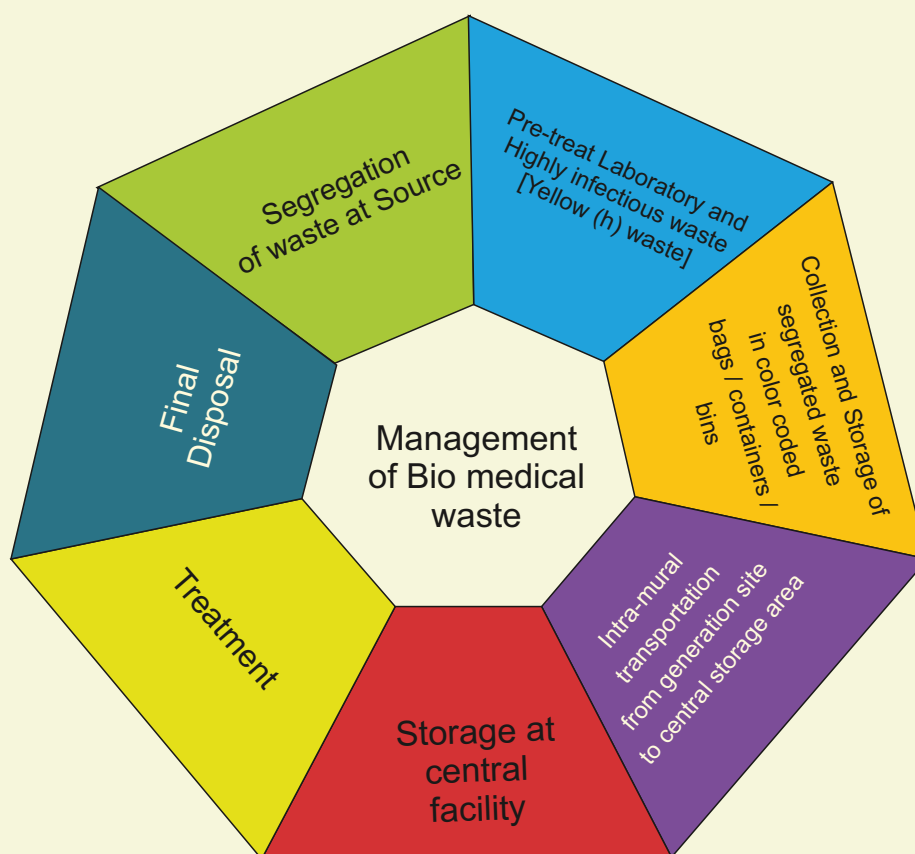 Segregation
of waste at Source
Pre-treat Laboratory and
Highly infectious waste
[Yellow (h) waste]
Collection and Storage of
segregated waste
in color coded
bags / containers /
bins
Intra-mural
transportation
from generation site
to central storage area
Storage at
central
facility
Treatment
Final
Disposal
Management
of Bio medical
waste